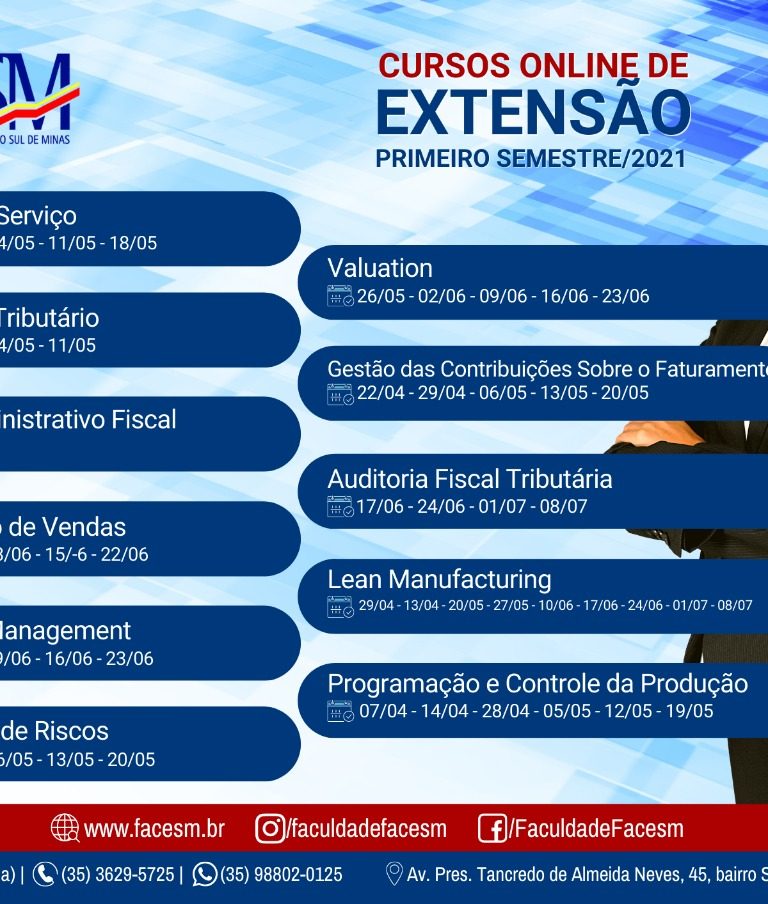 SM
O SUL DE MINAS
CURSOS ONLINE DE
EXTENSÃO
PRIMEIRO SEMESTRE/2021
Serviço
4/05 - 11/05 - 18/05
Tributário
4/05 - 11/05
inistrativo Fiscal
o de Vendas
8/06 - 15/-6 - 22/06
Management
9/06 - 16/06 - 23/06
de Riscos
6/05 - 13/05 - 20/05
Valuation
26/05 - 02/06 - 09/06 - 16/06 - 23/06
Gestão das Contribuições Sobre o Faturamento
22/04 - 29/04 - 06/05 - 13/05 - 20/05
Auditoria Fiscal Tributária
17/06 - 24/06 - 01/07 - 08/07
Lean Manufacturing
29/04 - 13/04 - 20/05 - 27/05 - 10/06 - 17/06 - 24/06 - 01/07 - 08/07
Programação e Controle da Produção
07/04 - 14/04 - 28/04 - 05/05 - 12/05 - 19/05
www.facesm.br /faculdadefacesm /FaculdadeFacesm
a) | (35) 3629-5725 | (35) 98802-0125 Av. Pres. Tancredo de Almeida Neves, 45, bairro S